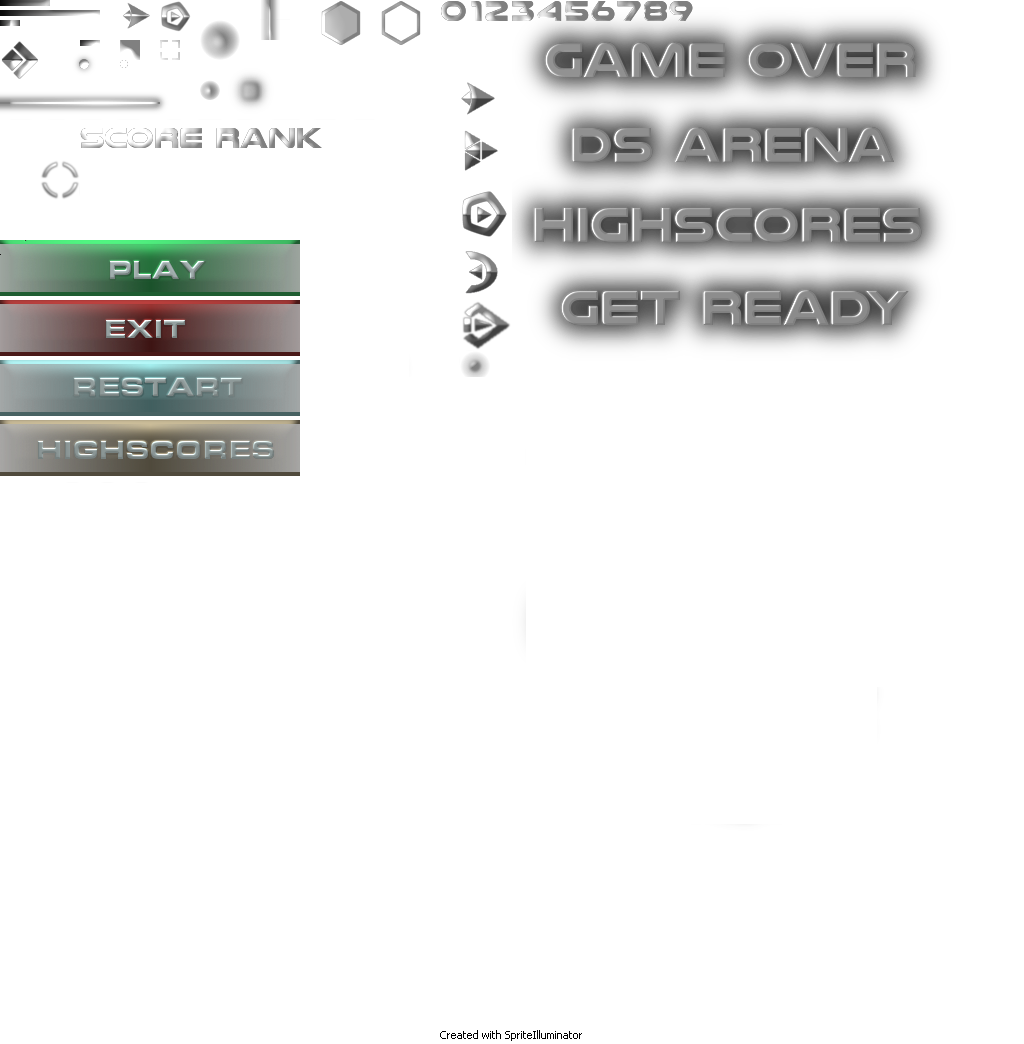 0123456789
GAME OVER
SCORE RANK
DS ARENA
HIGHSCORES
PLAY
GET READY
EXIT
RESTART
HIGHSCORES
Created with SpriteIlluminator